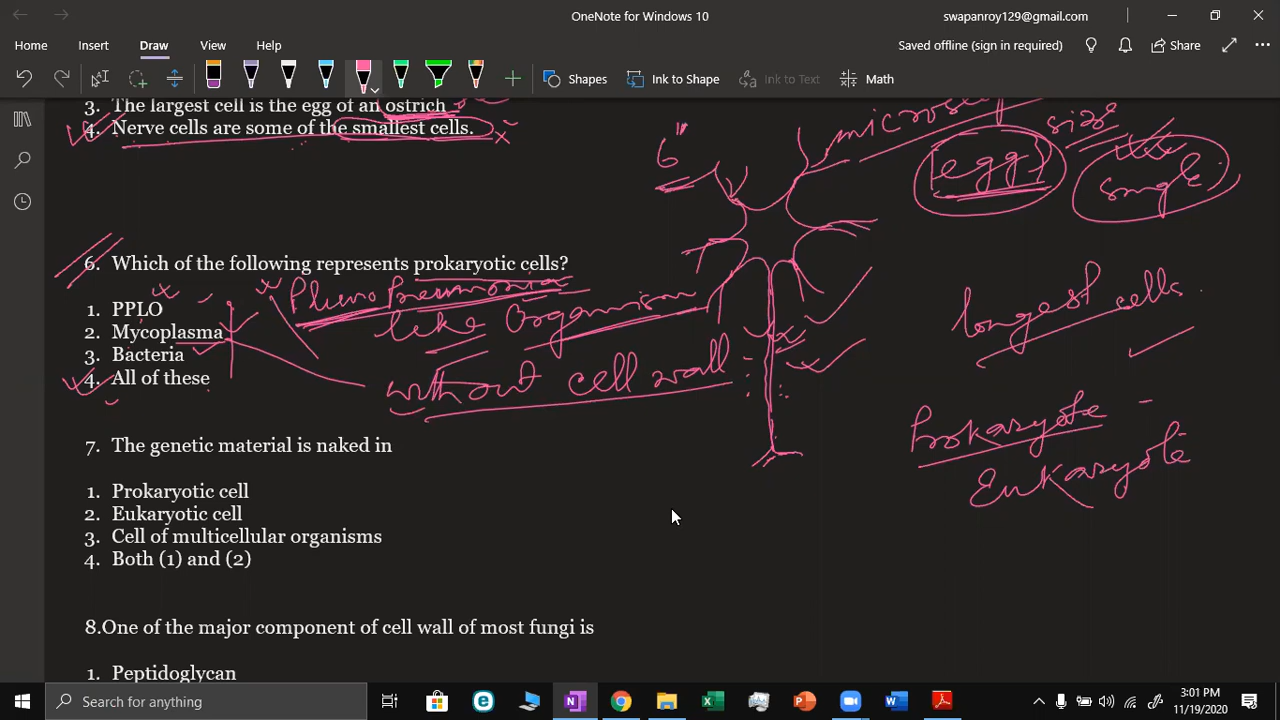 OneNote for Windows 10
swapanroy129@gmail.com
Home Insert Draw View Help
Saved offline (sign in required)
Share
Shapes
Ink to Shape
Ink to Text
Math
3. The largest cell is the egg of an ostrich
4. Nerve cells are some of the smallest cells.
6"
size
egg
single
6. Which of the following represents prokaryotic cells?
1. PPLO
2. Mycoplasma
3. Bacteria
4. All of these
Pleuro Pneumonia
like Organism
without cell wall
longest cells
Prokaryote -
Eukaryote
7. The genetic material is naked in
1. Prokaryotic cell
2. Eukaryotic cell
3. Cell of multicellular organisms
4. Both (1) and (2)
8.One of the major component of cell wall of most fungi is
1. Peptidoglycan
Search for anything
3:01 PM
11/19/2020